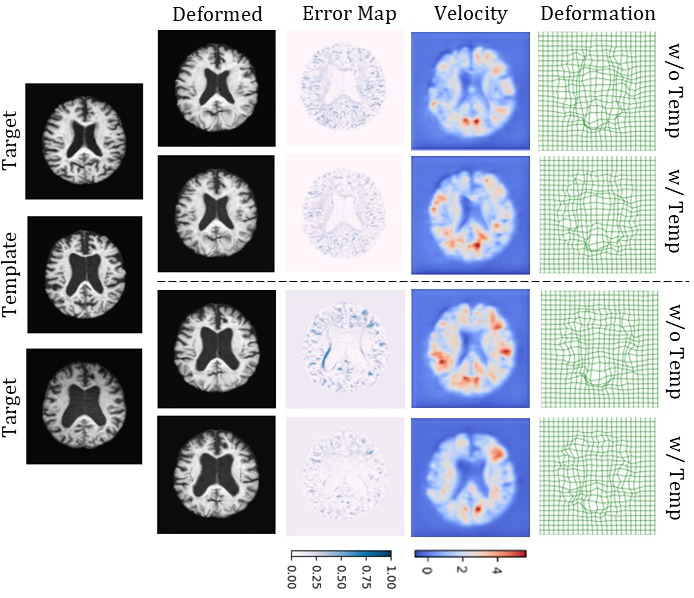 Deformed Error Map Velocity Deformation
Target
Template
Target
w/o Temp
w/ Temp
w/o Temp
w/ Temp
0.00 0.25 0.50 0.75 1.00
0 2 4